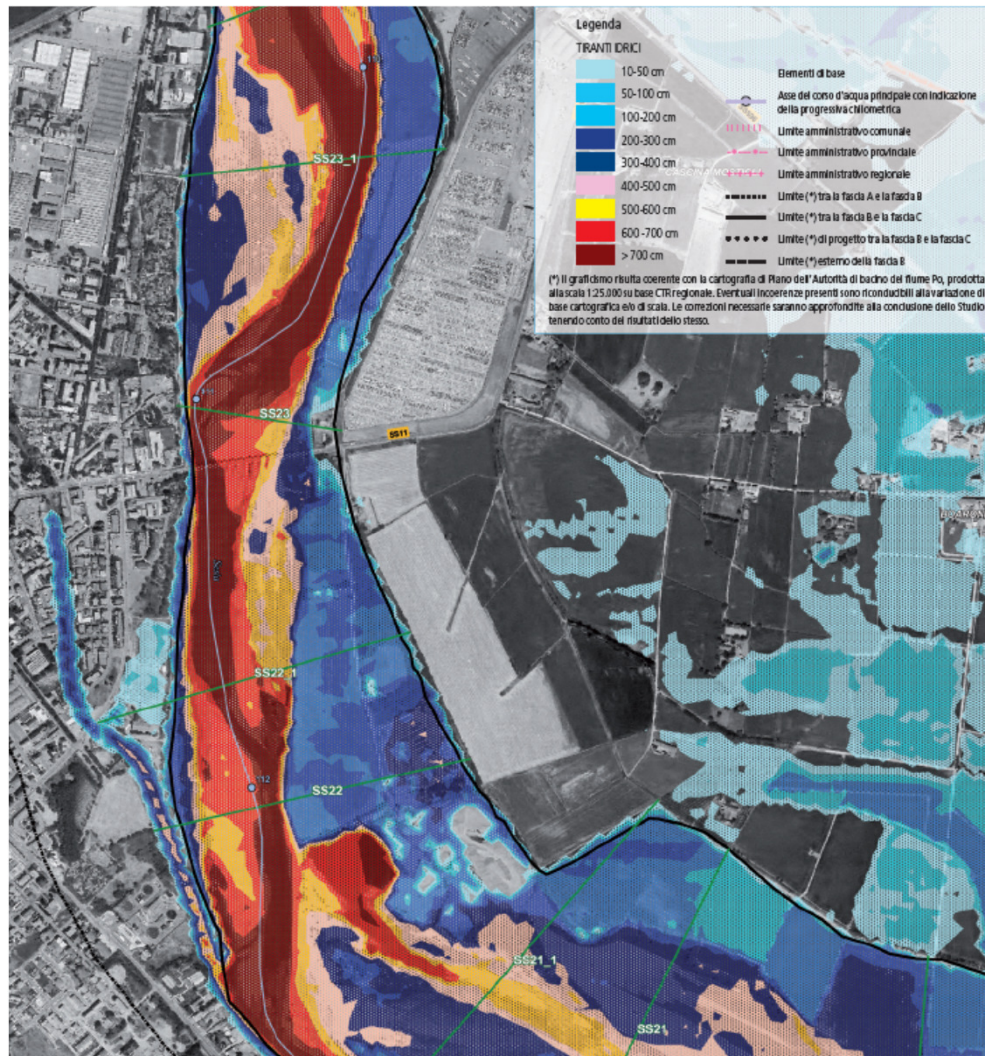 Legenda
TIRANTI IDRICI
10-50 cm
50-100 cm
100-200 cm
200-300 cm
300-400 cm
400-500 cm
500-600 cm
600-700 cm
> 700 cm
Elementi di base
Asse del corso d'acqua principale con indicazione
della progressiva chilometrica
Limite amministrativo comunale
Limite amministrativo provinciale
Limite amministrativo regionale
Limite (*) tra la fascia A e la fascia B
Limite (*) tra la fascia B e la fascia C
Limite (*) di progetto tra la fascia B e la fascia C
Limite (*) esterno della fascia B
(*) Il graficismo risulta coerente con la cartografia di Piano dell'Autorità di bacino del fiume Po, prodotta
alla scala 1:25.000 su base CTR regionale. Eventuali incoerenze presenti sono riconducibili alla variazione di
base cartografica e/o di scala. Le correzioni necessarie saranno approfondite alla conclusione dello Studio
tenendo conto dei risultati dello stesso.
SS23_1
SS23
SS11
SS22_1
112
SS22
SS21_1
SS21